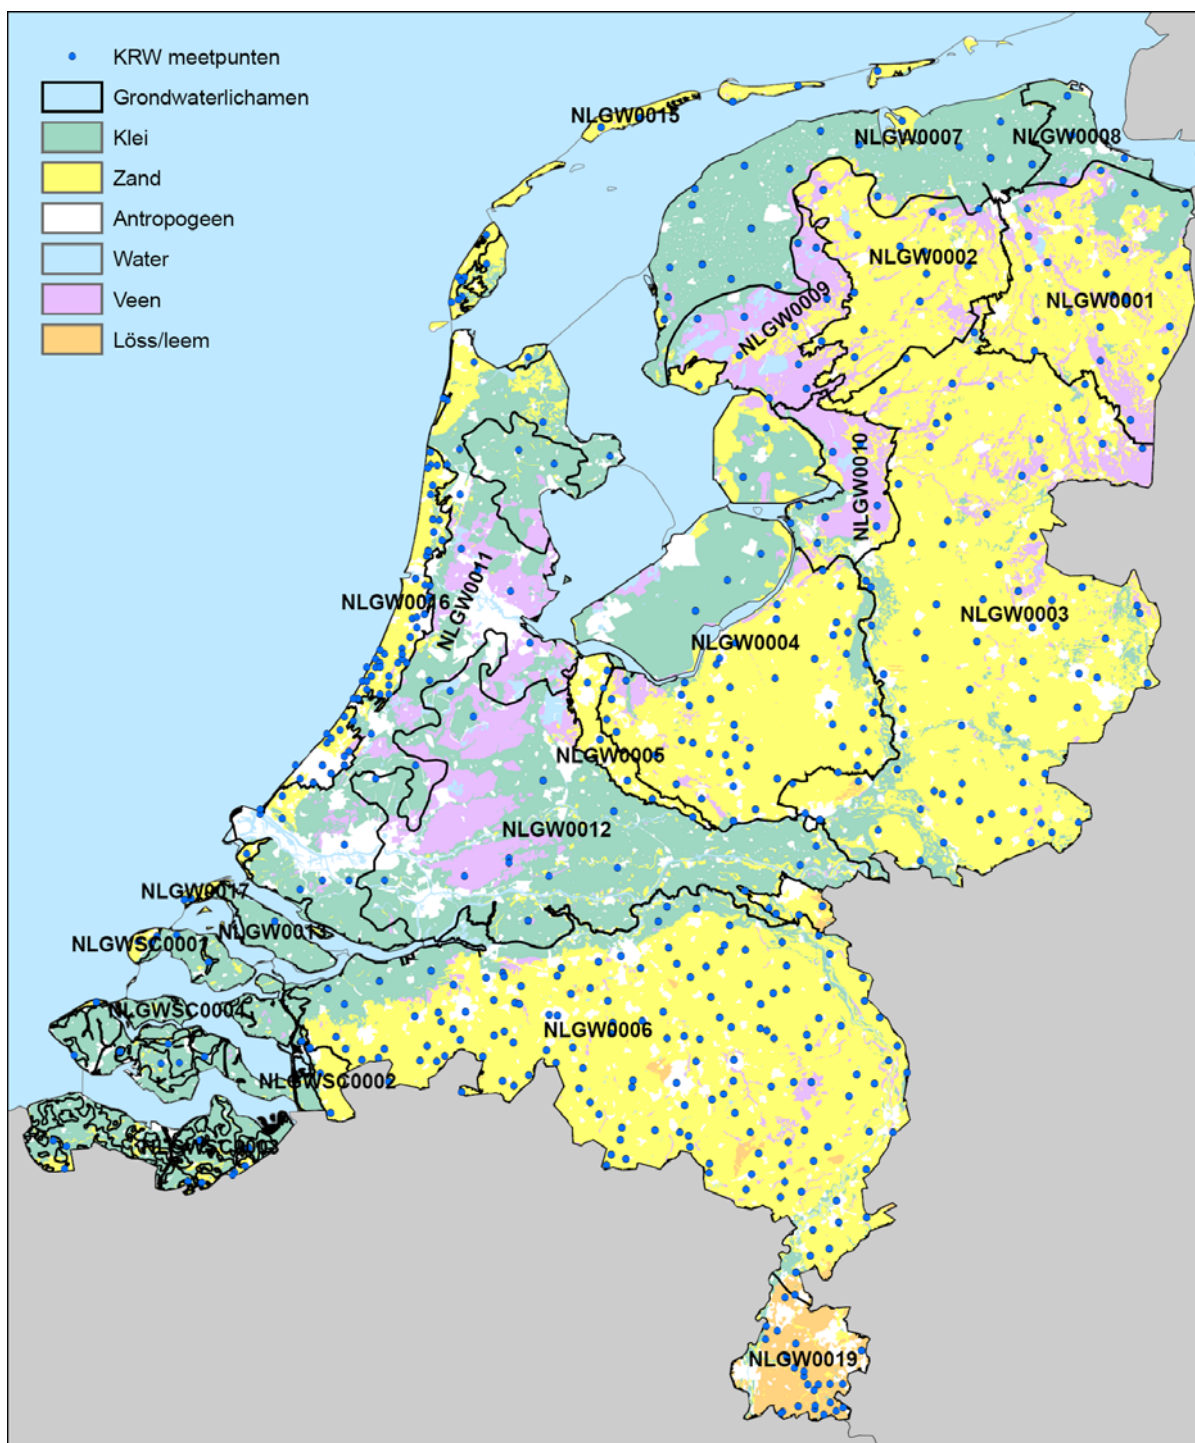 KRW meetpunten
Grondwaterlichamen
Klei
Zand
Antropogeen
Water
Veen
Löss/leem
NLGW0015
NLGW0007
NLGW0008
NLGW0002
NLGW0001
NLGW0009
NLGW0010
NLGW0011
NLGW0016
NLGW0003
NLGW0004
NLGW0005
NLGW0012
NLGW0017
NLGW0013
NLGWSC0001
NLGWSC0004
NLGW0006
NLGWSC0002
NLGWSC0003
NLGW0019